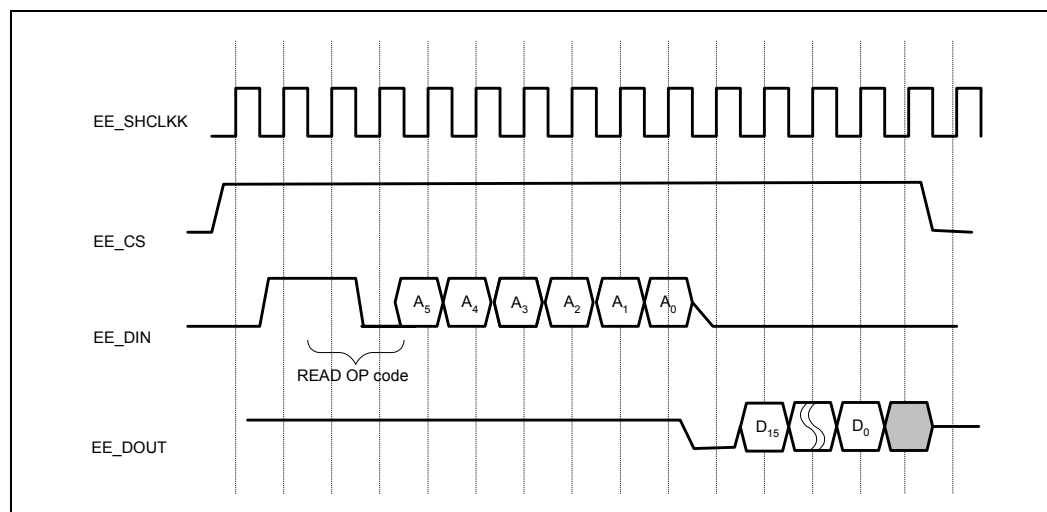 EE_SHCLKK
EE_CS
EE_DIN
A5 A4 A3 A2 A1 A0
READ OP code
EE_DOUT
D15 D0